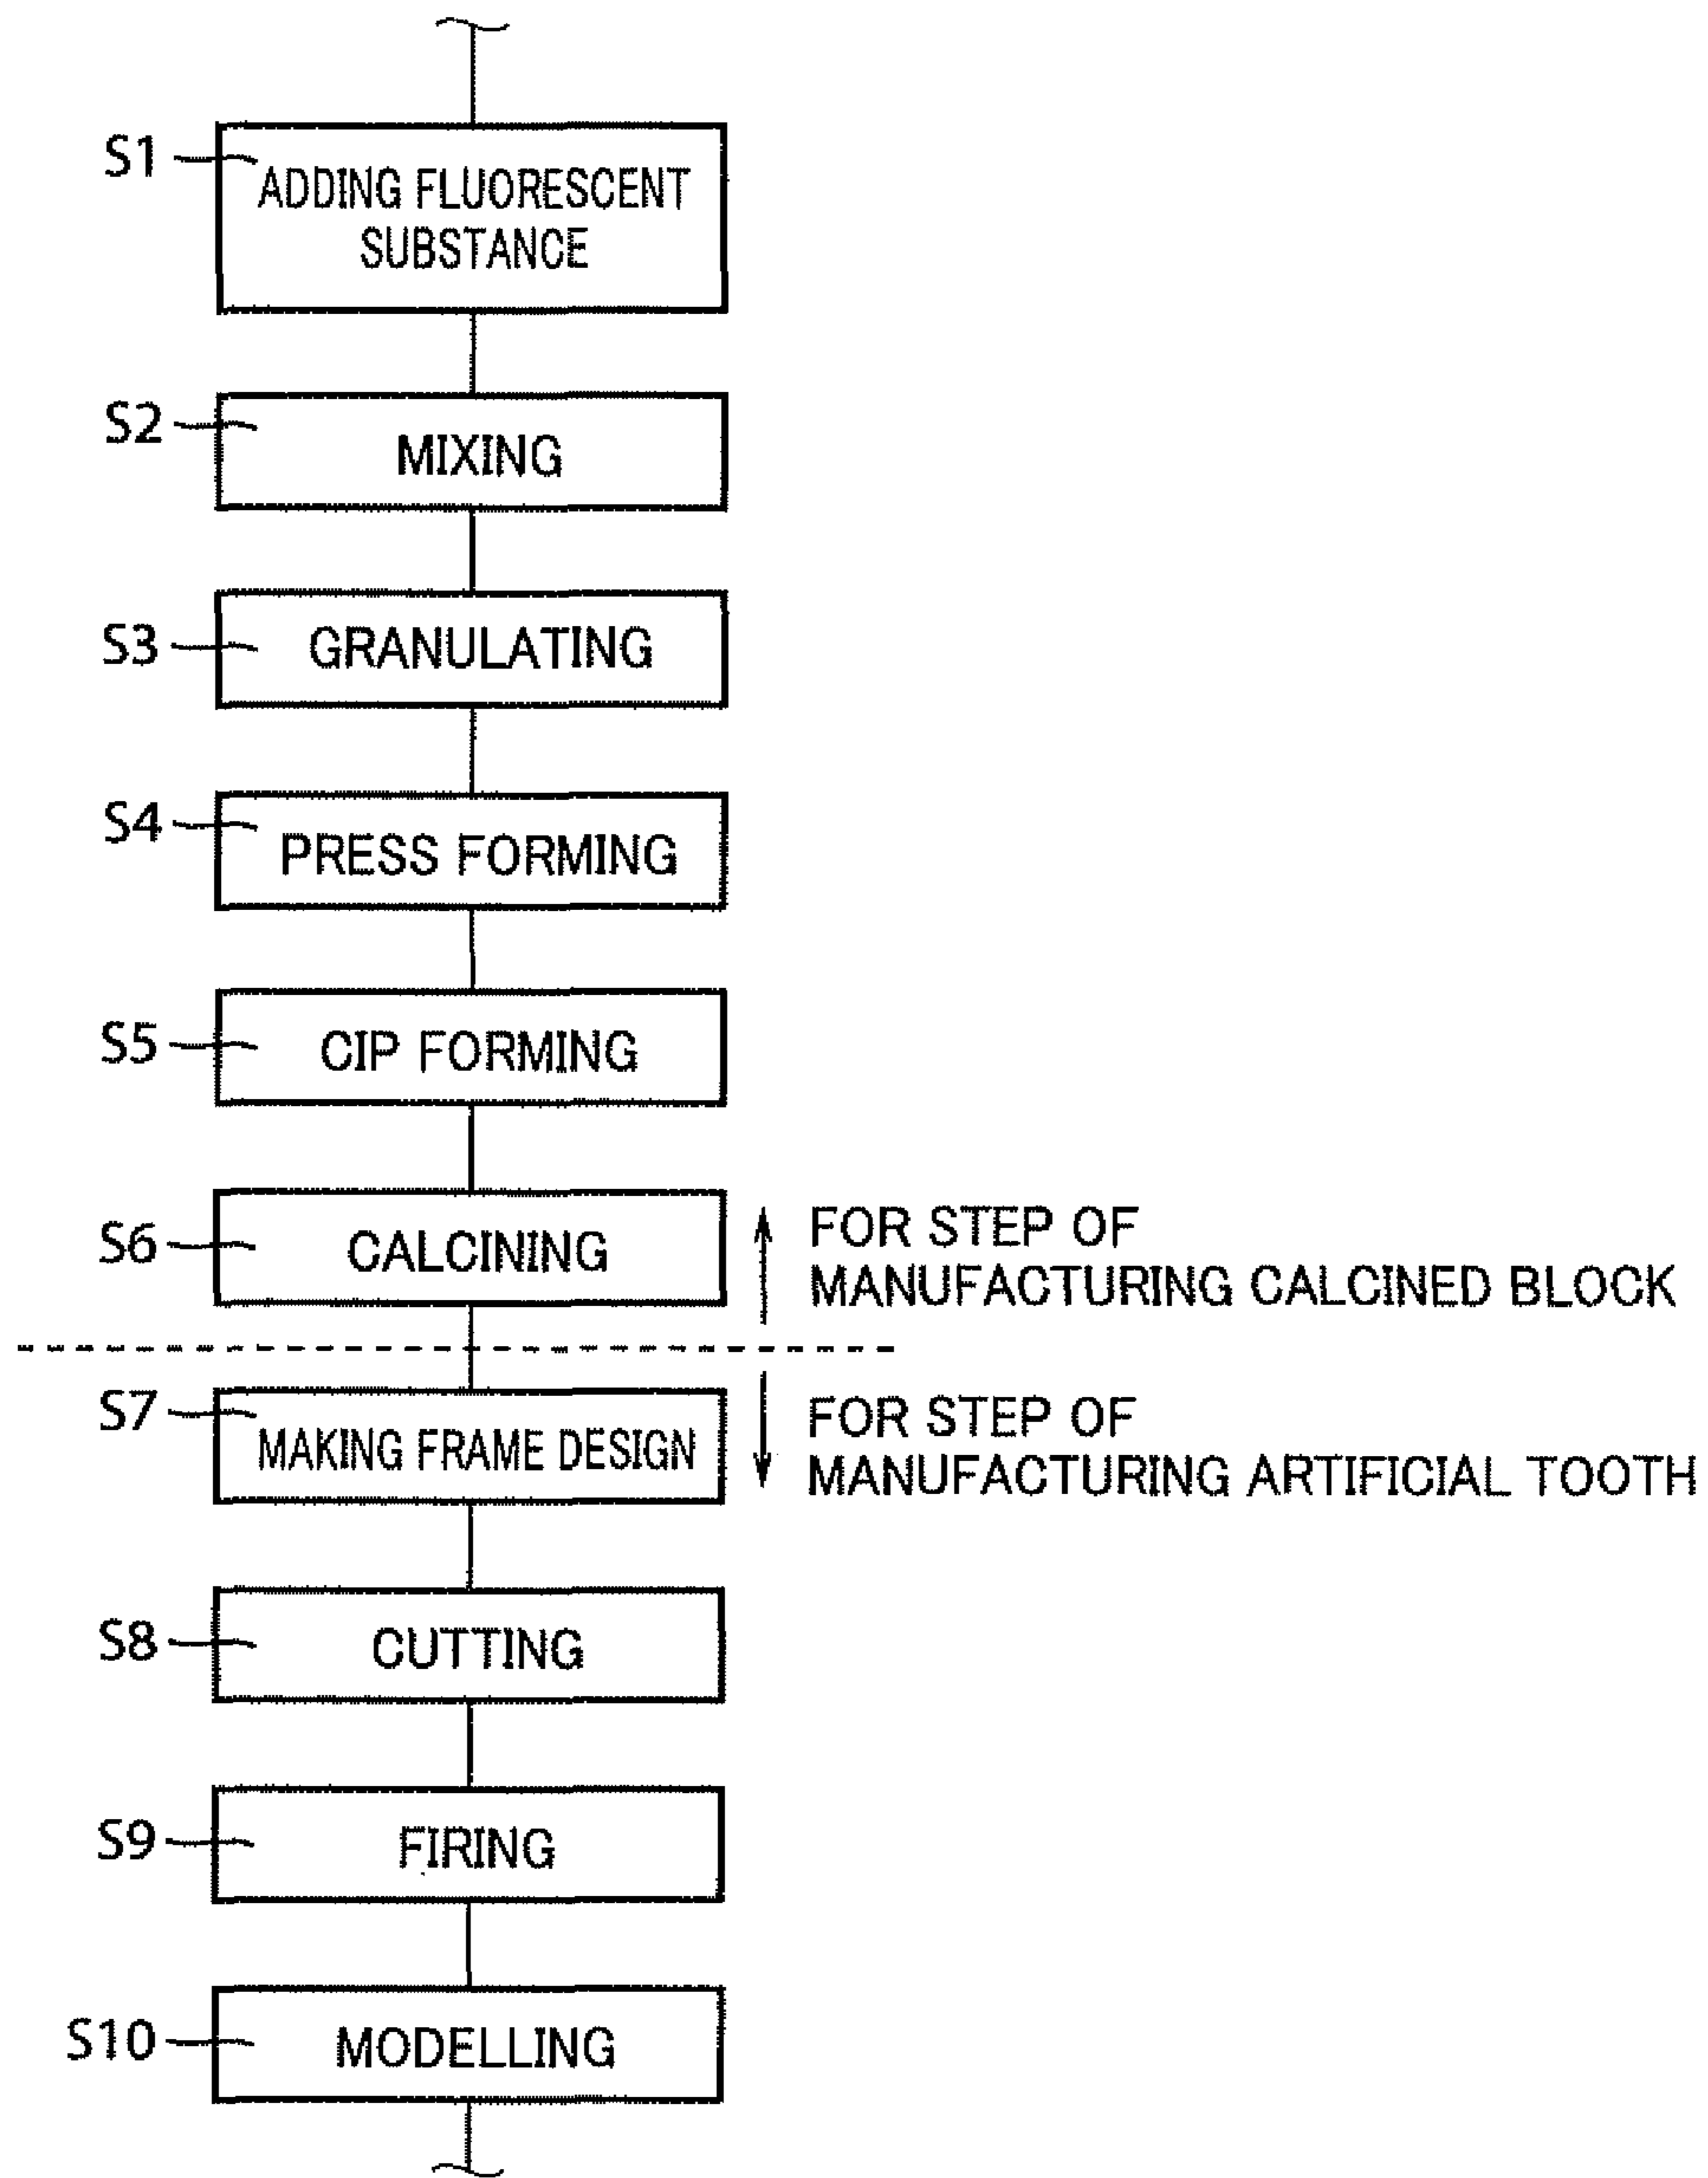 S1
ADDING FLUORESCENT
SUBSTANCE
S2
MIXING
S3
GRANULATING
S4
PRESS FORMING
S5
CIP FORMING
S6
CALCINING
FOR STEP OF
MANUFACTURING CALCINED BLOCK
S7
MAKING FRAME DESIGN
FOR STEP OF
MANUFACTURING ARTIFICIAL TOOTH
S8
CUTTING
S9
FIRING
S10
MODELLING